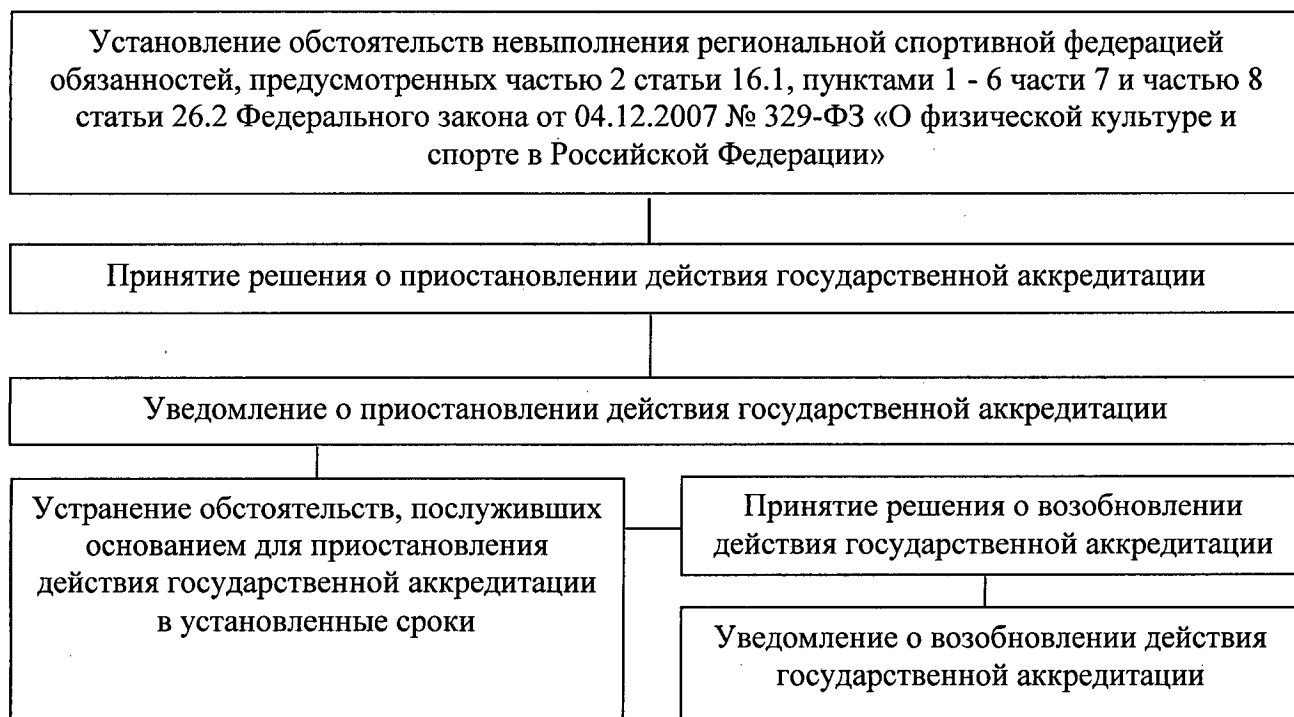 Установление обстоятельств невыполнения региональной спортивной федерацией
обязанностей, предусмотренных частью 2 статьи 16.1, пунктами 1 - 6 части 7 и частью 8
статьи 26.2 Федерального закона от 04.12.2007 № 329-ФЗ «О физической культуре и
спорте в Российской Федерации»
Принятие решения о приостановлении действия государственной аккредитации
Уведомление о приостановлении действия государственной аккредитации
Устранение обстоятельств, послуживших
основанием для приостановления
действия государственной аккредитации
в установленные сроки
Принятие решения о возобновлении
действия государственной аккредитации
Уведомление о возобновлении действия
государственной аккредитации